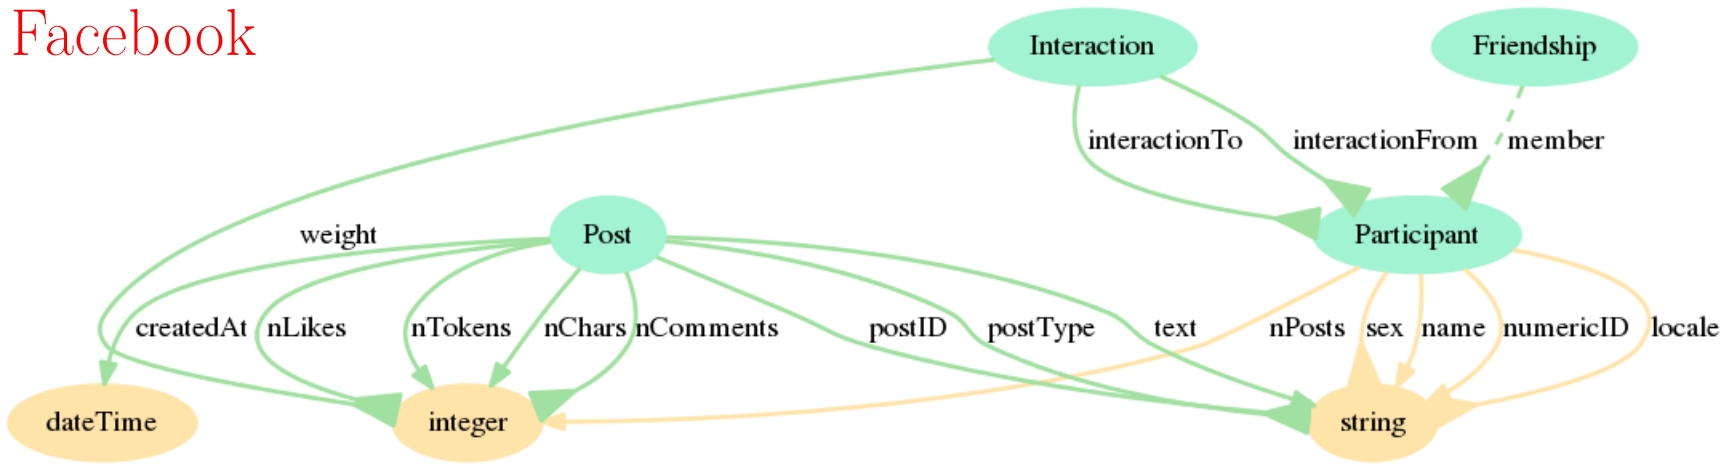 Facebook
Interaction
Friendship
interactionTo
interactionFrom
member
weight
Post
Participant
createdAt
nLikes
nTokens
nChars
nComments
postID
postType
text
nPosts
sex
name
numericID
locale
dateTime
integer
string